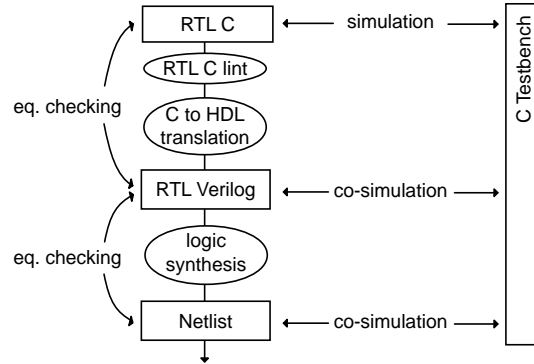 RTL C
simulation
RTL C lint
eq. checking
C to HDL
translation
RTL Verilog
co-simulation
logic
synthesis
eq. checking
Netlist
co-simulation
C Testbench